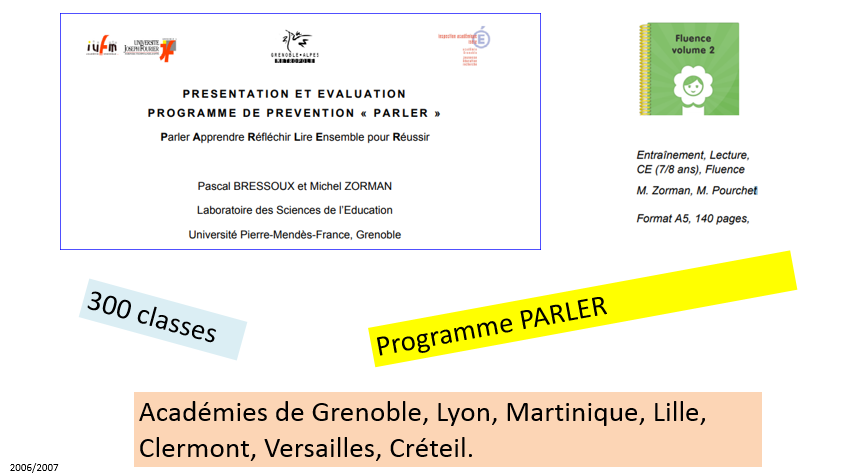 iufm
UNIVERSITE
JOSEPH FOURIER
GRENOBLE-ALPES
METROPOLE
inspection académique
PRESENTATION ET EVALUATION
PROGRAMME DE PREVENTION « PARLER »
Parler Apprendre Réfléchir Lire Ensemble pour Réussir
Pascal BRESSOUX et Michel ZORMAN
Laboratoire des Sciences de l'Education
Université Pierre-Mendès-France, Grenoble
Fluence
volume 2
Entraînement, Lecture,
CE (7/8 ans), Fluence
M. Zorman, M. Pourchet
Format A5, 140 pages,
300 classes
Programme PARLER
Académies de Grenoble, Lyon, Martinique, Lille,
Clermont, Versailles, Créteil.
2006/2007